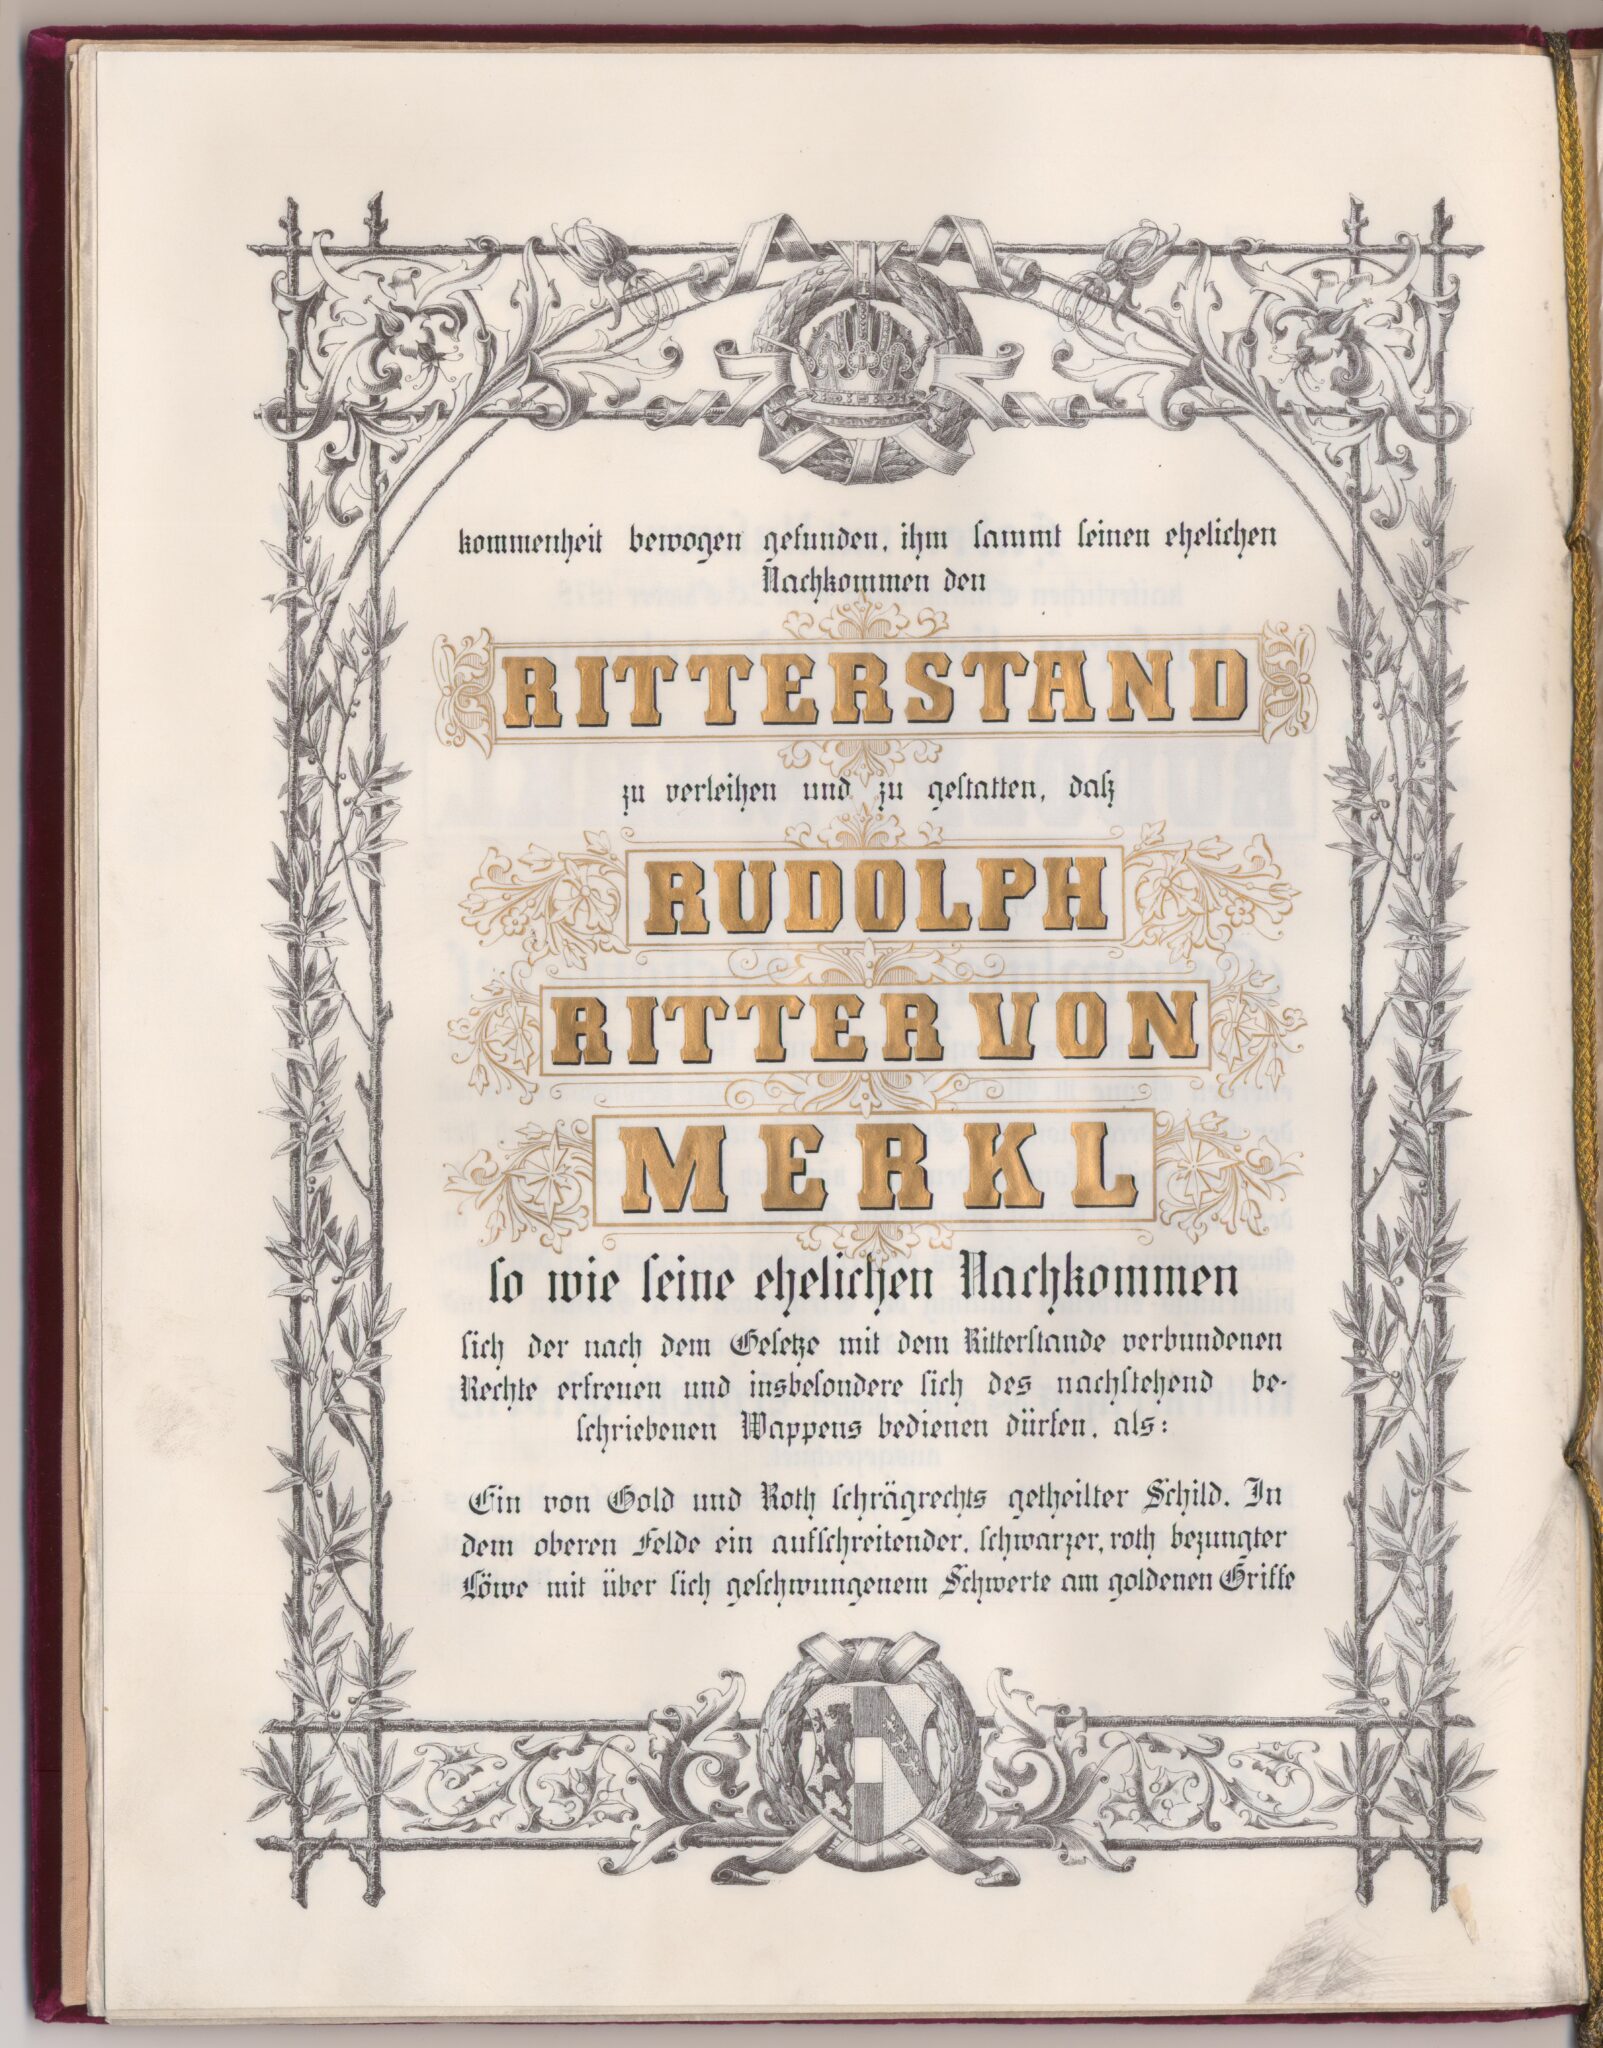 kommenheit bewogen gefunden, ihm sammt seinen ehelichen
Nachkommen den
RITTERSTAND
zu verleihen und zu gestatten, daß
RUDOLPH
RITTER VON
MERKL
so wie seine ehelichen Nachkommen
sich der nach dem Gesetze mit dem Ritterstande verbundenen
Rechte erfreuen und insbesondere sich des nachstehend be-
schriebenen Wappens bedienen dürfen, als:
Ein von Gold und Roth schrägrechts getheilter Schild. In
dem oberen Felde ein aufschreitender, schwarzer, roth bezungter
Löwe mit über sich geschwungenem Schwerte am goldenen Griffe